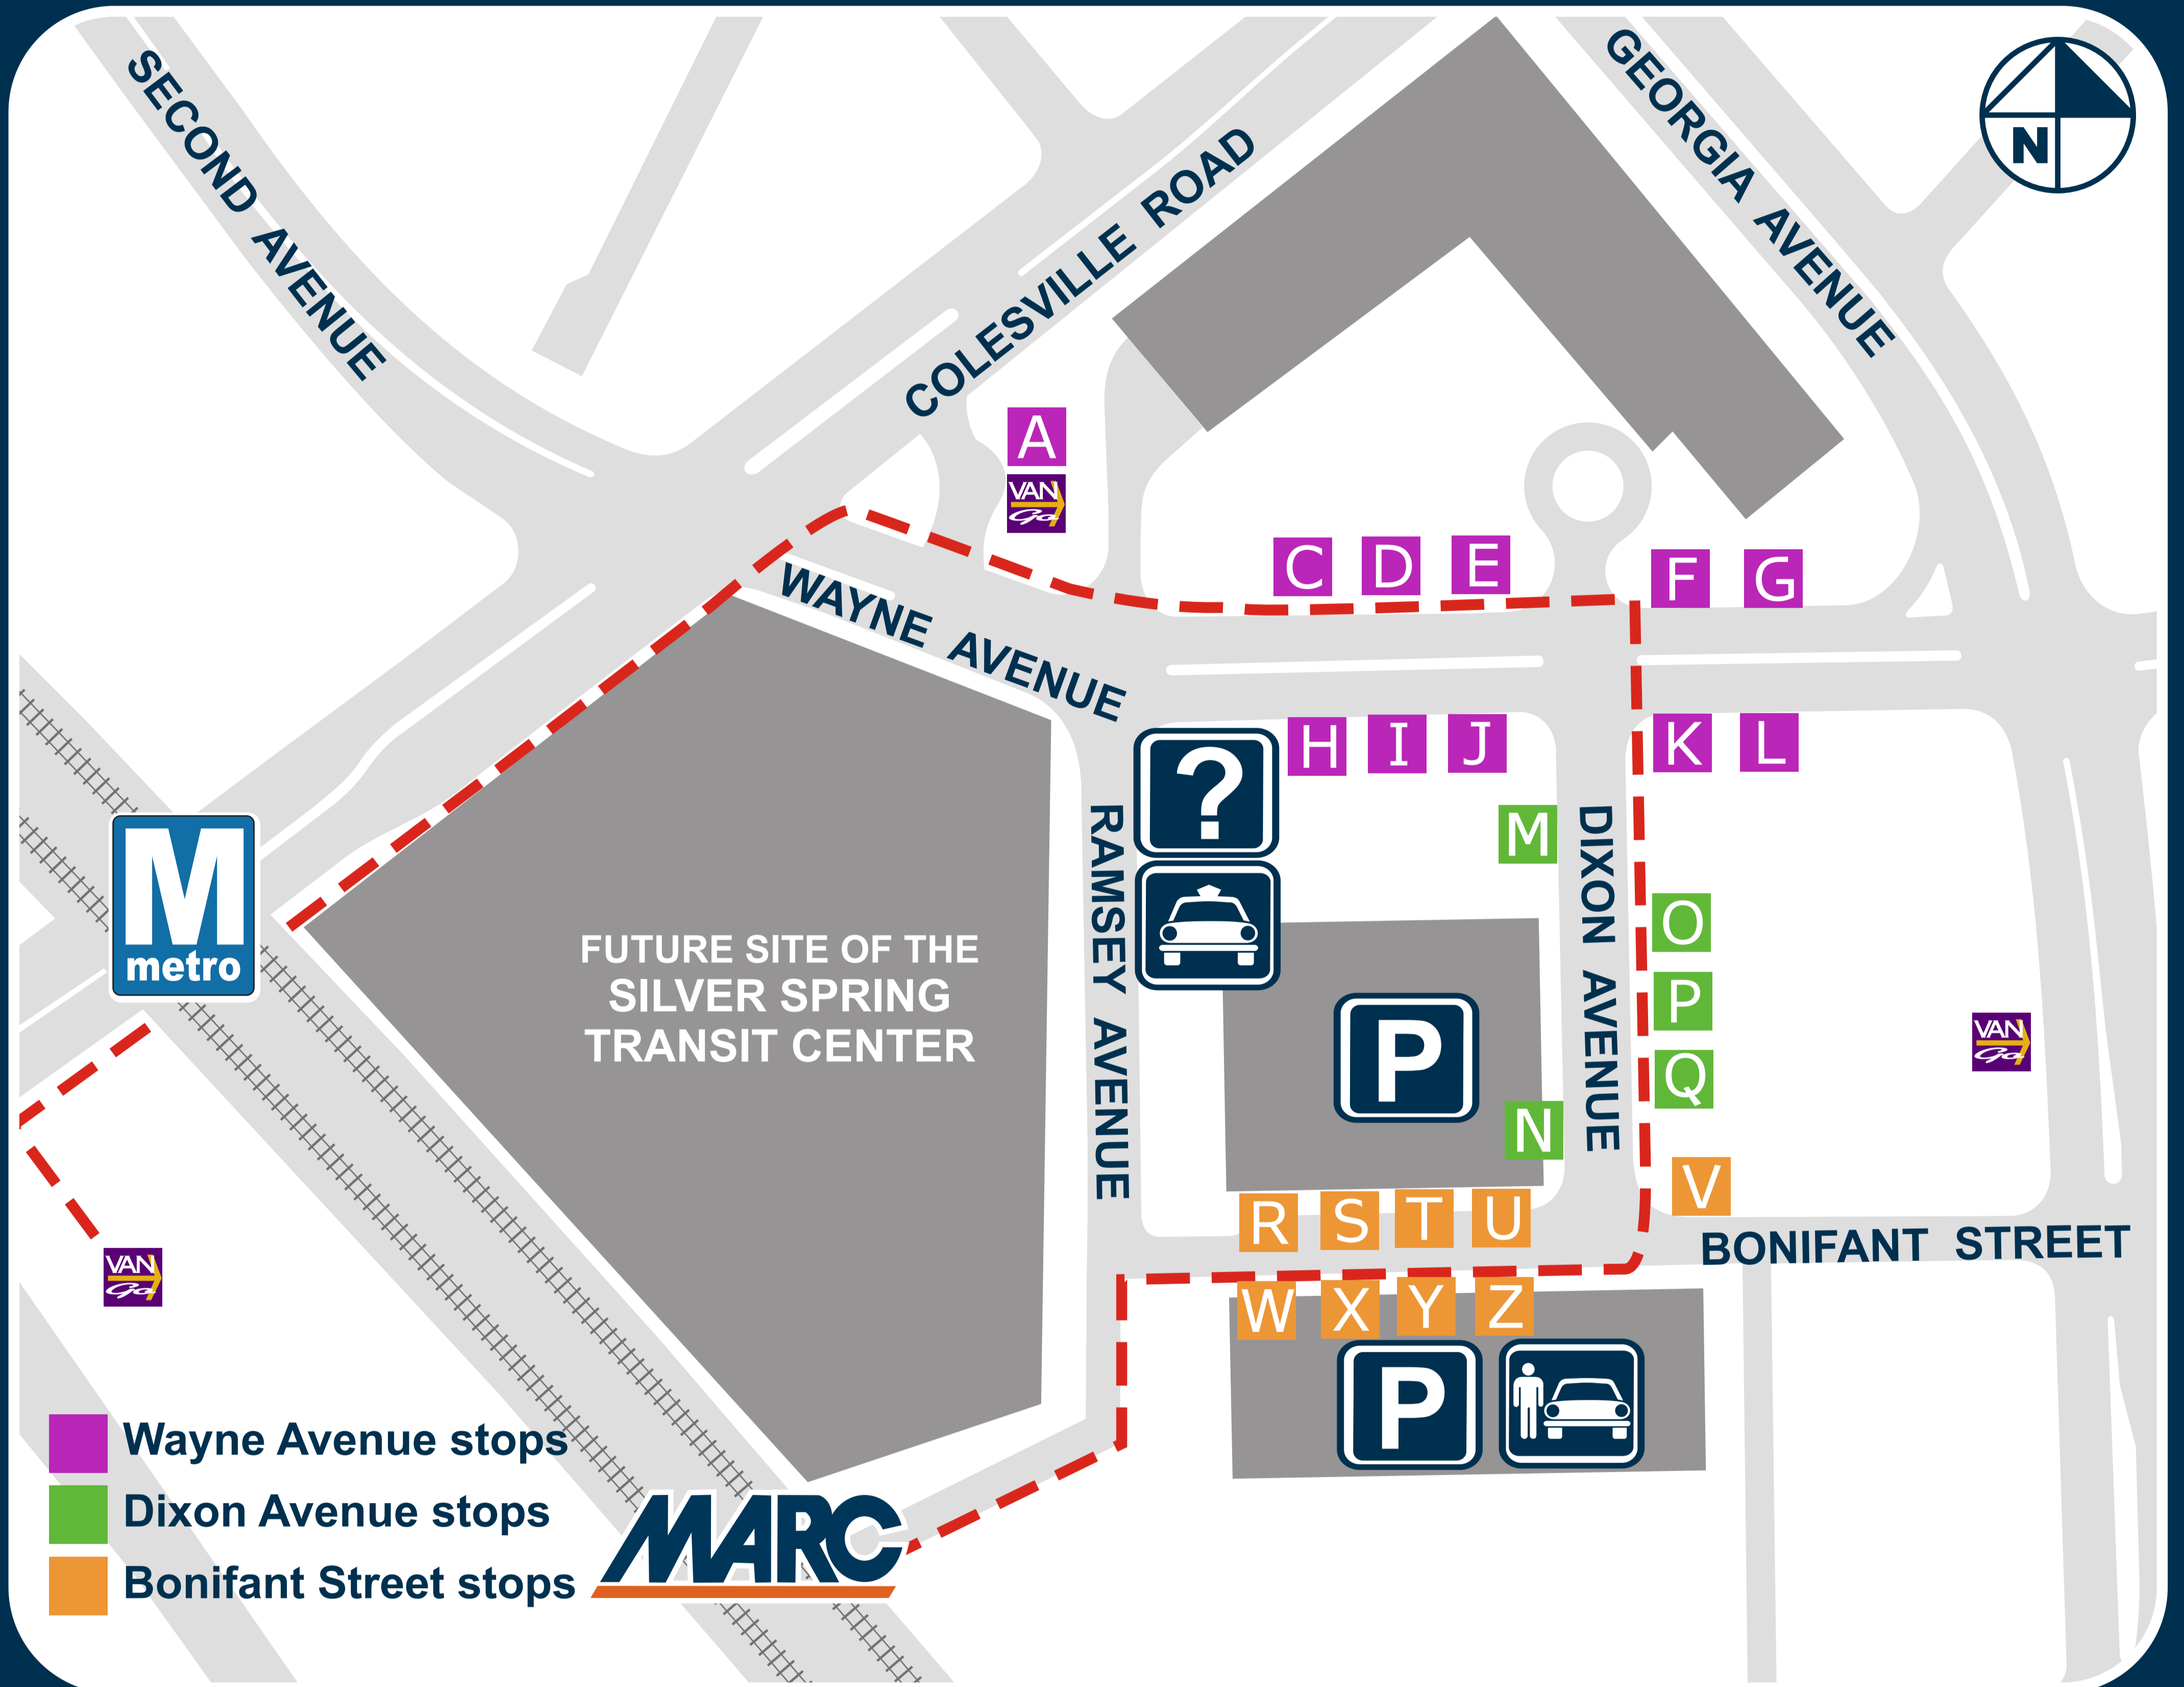 SECOND AVENUE
COLESVILLE ROAD
GEORGIA AVENUE
N
A
VAN
Go
C D E
F G
WAYNE AVENUE
H I J
K L
?
M
RAMSEY AVENUE
DIXON AVENUE
M
metro
O
P
Q
FUTURE SITE OF THE
SILVER SPRING
TRANSIT CENTER
P
VAN
Go
N
V
R S T U
BONIFANT STREET
VAN
Go
W X Y Z
P
Wayne Avenue stops
Dixon Avenue stops
Bonifant Street stops
MARC